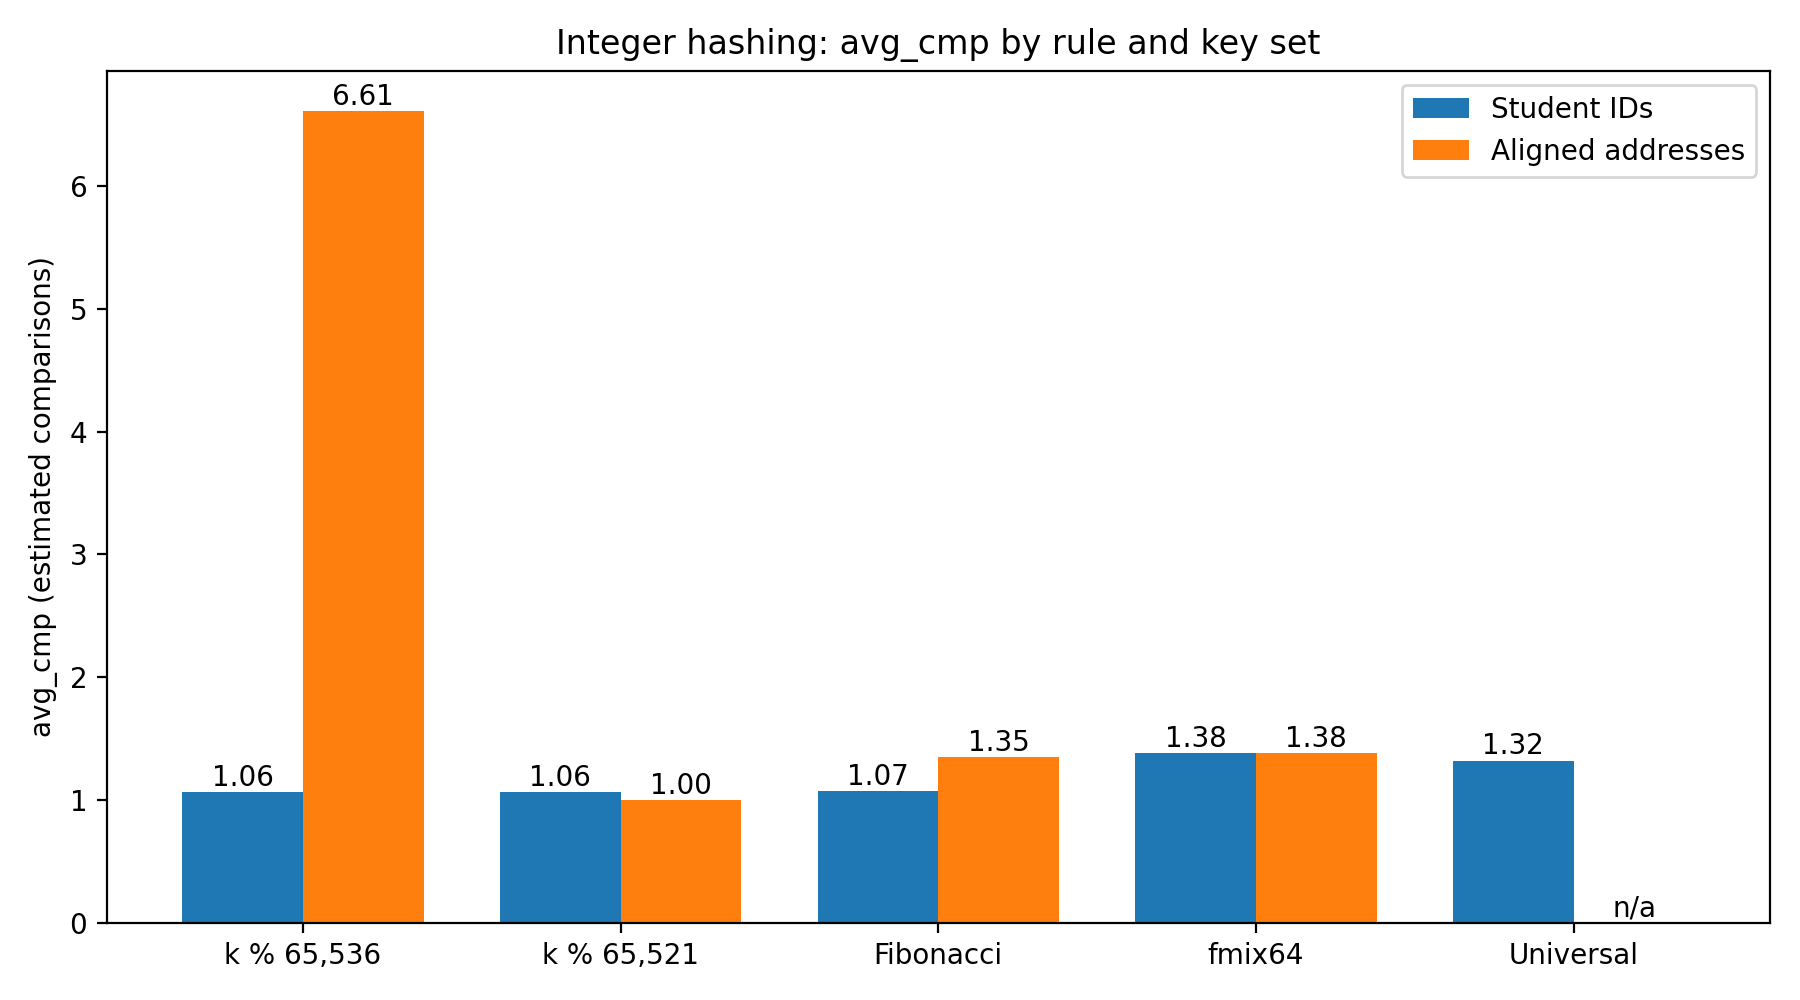 Integer hashing: avg_cmp by rule and key set
Student IDs
Aligned addresses
avg_cmp (estimated comparisons)
6
5
4
3
2
1
0
1.06
6.61
1.06
1.00
1.07
1.35
1.38
1.38
1.32
n/a
k % 65,536
k % 65,521
Fibonacci
fmix64
Universal